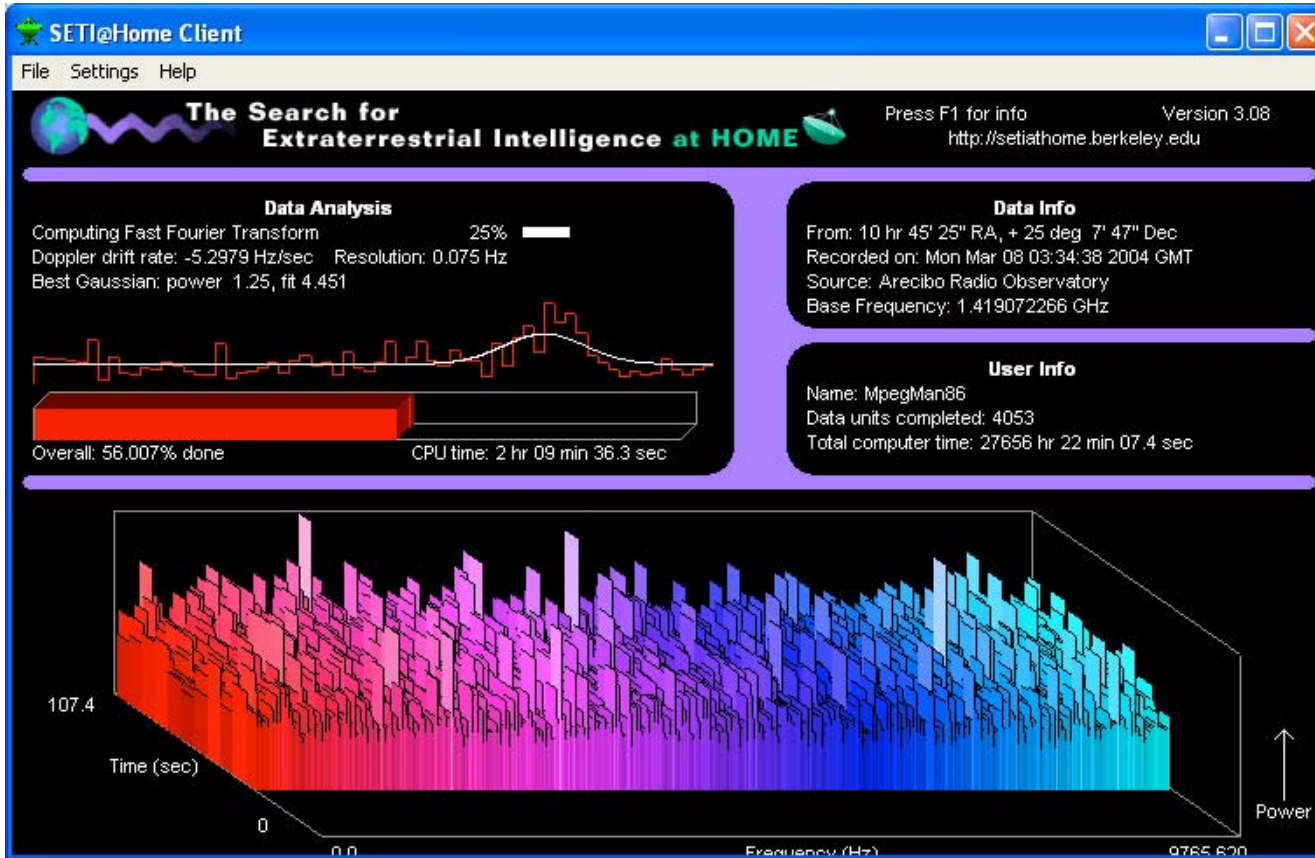 SETI@Home Client
File Settings Help
The Search for
Extraterrestrial Intelligence at HOME
Press F1 for info Version 3.08
http://setiathome.berkeley.edu
Data Analysis
Computing Fast Fourier Transform 25%
Doppler drift rate: -5.2979 Hz/sec Resolution: 0.075 Hz
Best Gaussian: power 1.25, fit 4.451
Overall: 56.007% done CPU time: 2 hr 09 min 36.3 sec
Data Info
From: 10 hr 45' 25" RA, + 25 deg 7' 47" Dec
Recorded on: Mon Mar 08 03:34:38 2004 GMT
Source: Arecibo Radio Observatory
Base Frequency: 1.419072266 GHz
User Info
Name: MpegMan86
Data units completed: 4053
Total computer time: 27656 hr 22 min 07.4 sec
107.4
Time (sec)
0
Power
0.0 Frequency (Hz) 9765.620